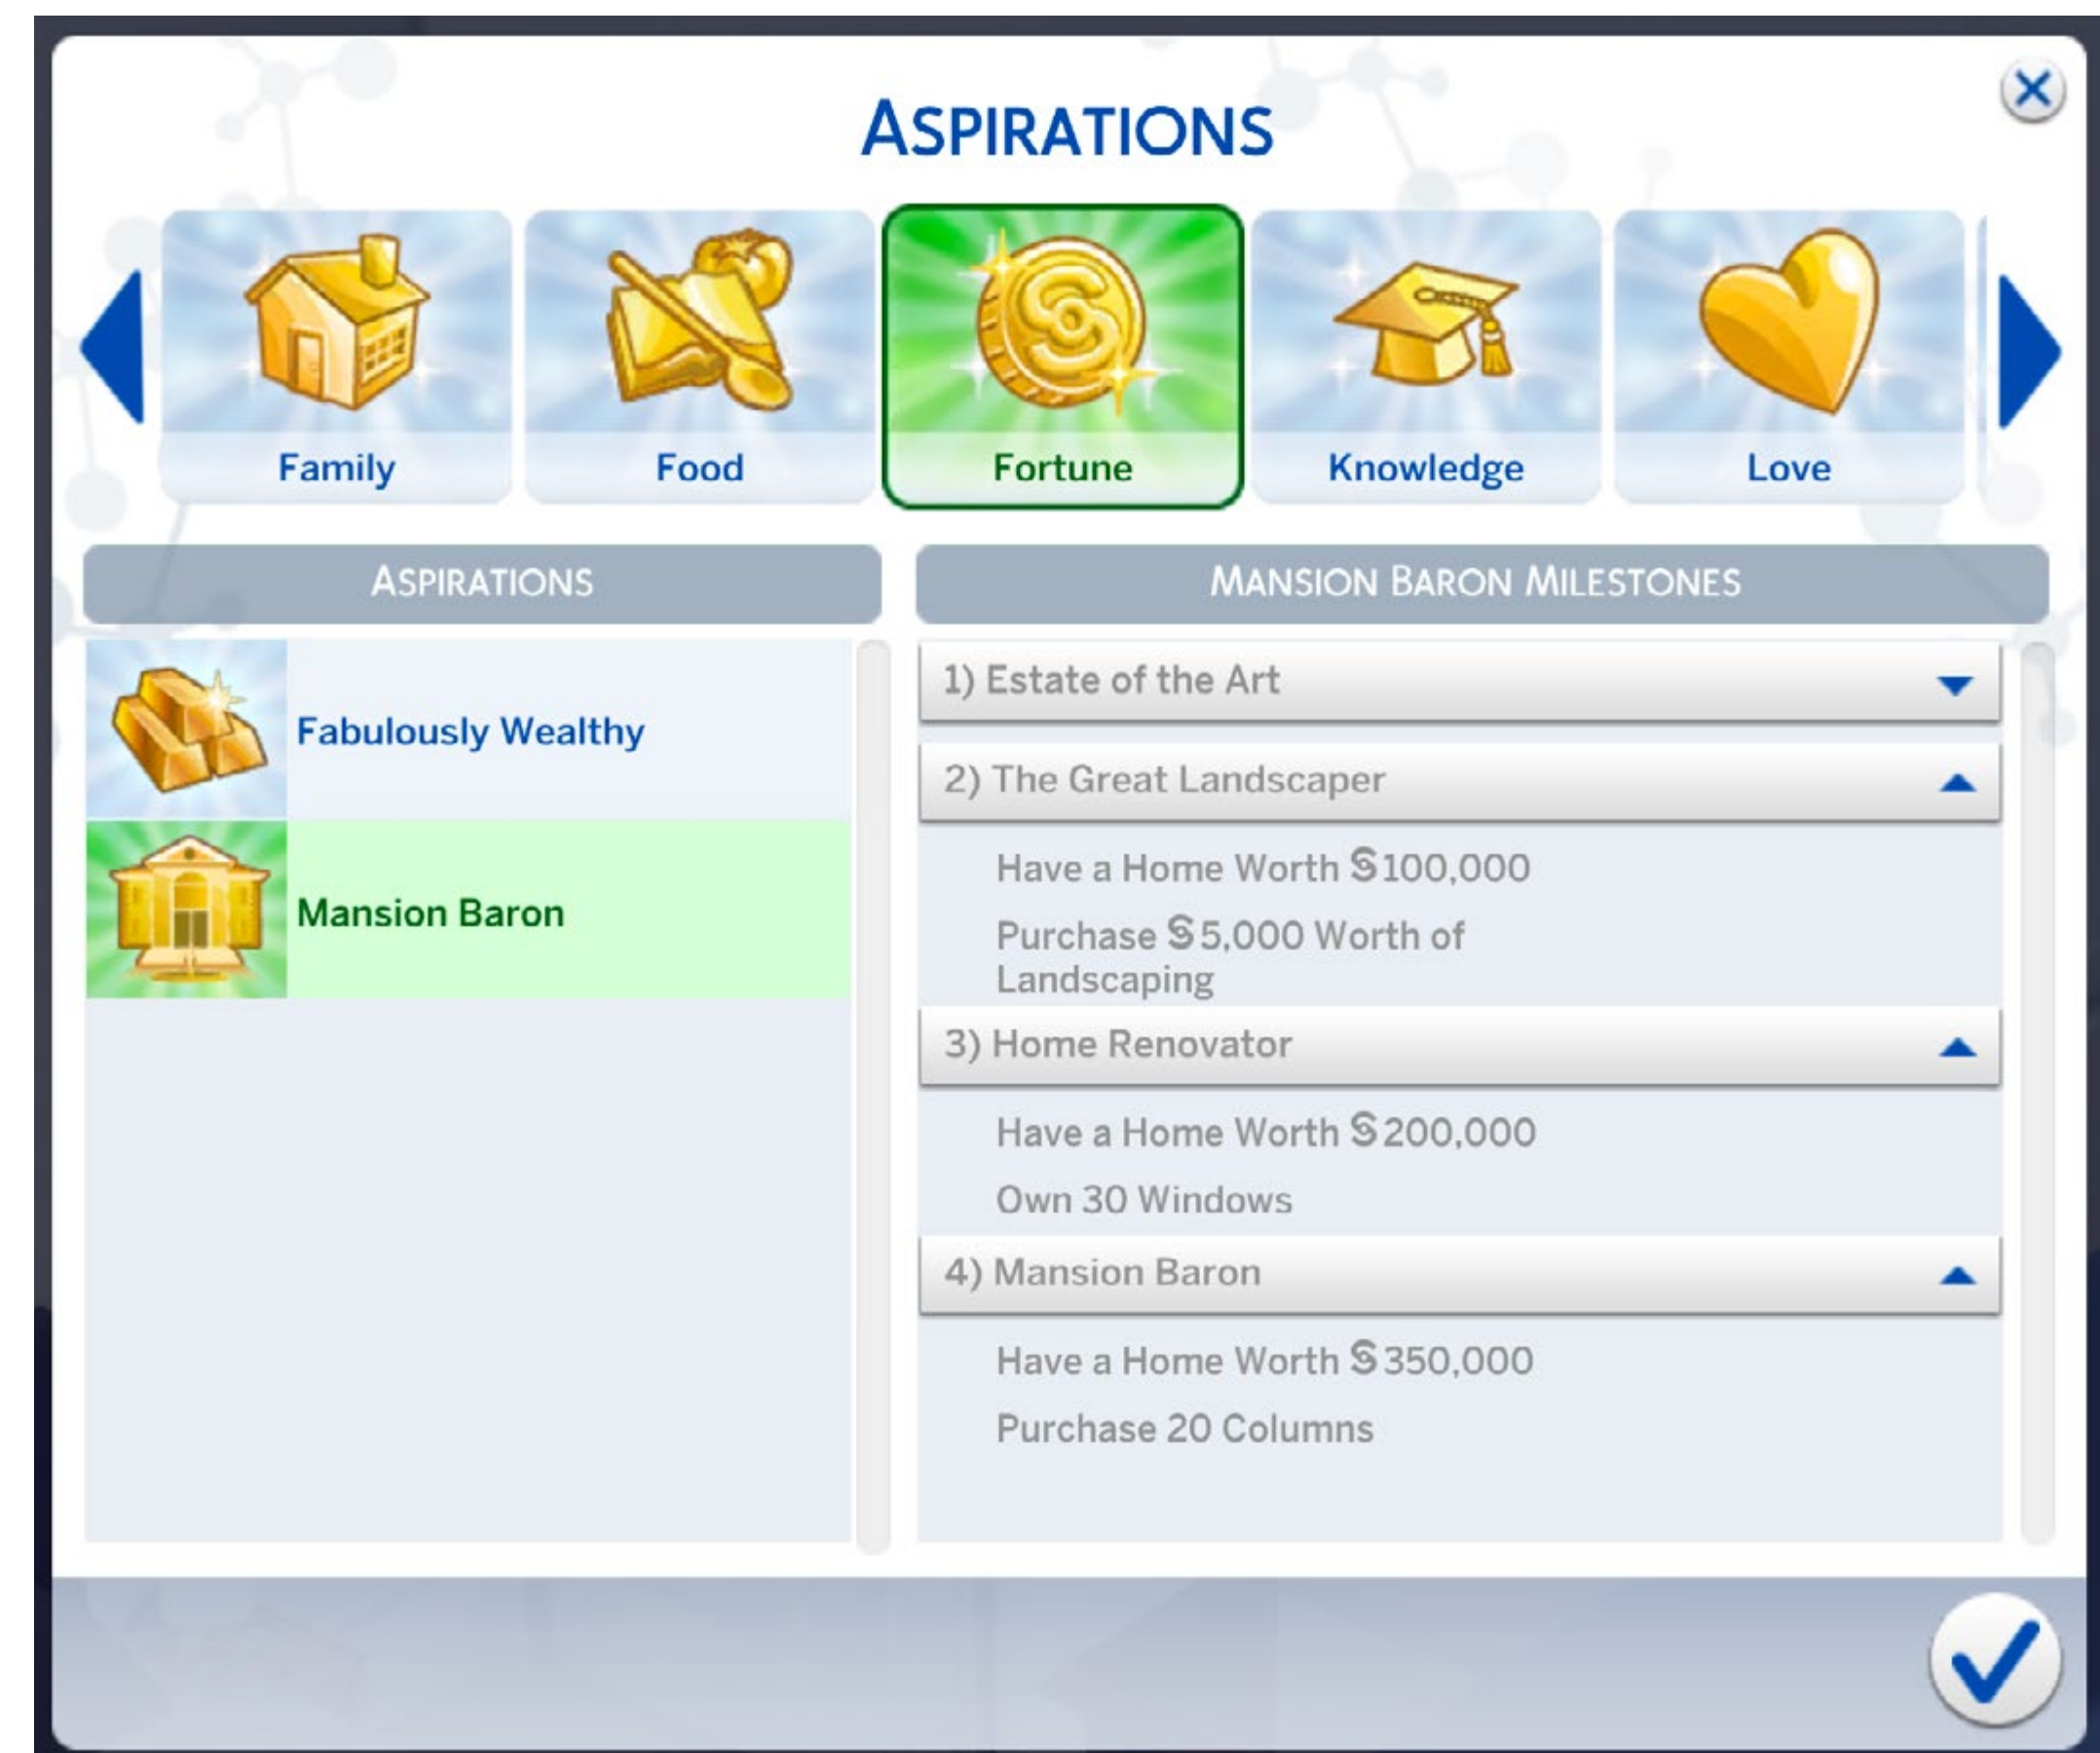 ASPIRATIONS
Family
Food
Fortune
Knowledge
Love
ASPIRATIONS
MANSION BARON MILESTONES
Fabulously Wealthy
Mansion Baron
1) Estate of the Art
2) The Great Landscaper
Have a Home Worth §100,000
Purchase §5,000 Worth of
Landscaping
3) Home Renovator
Have a Home Worth §200,000
Own 30 Windows
4) Mansion Baron
Have a Home Worth §350,000
Purchase 20 Columns